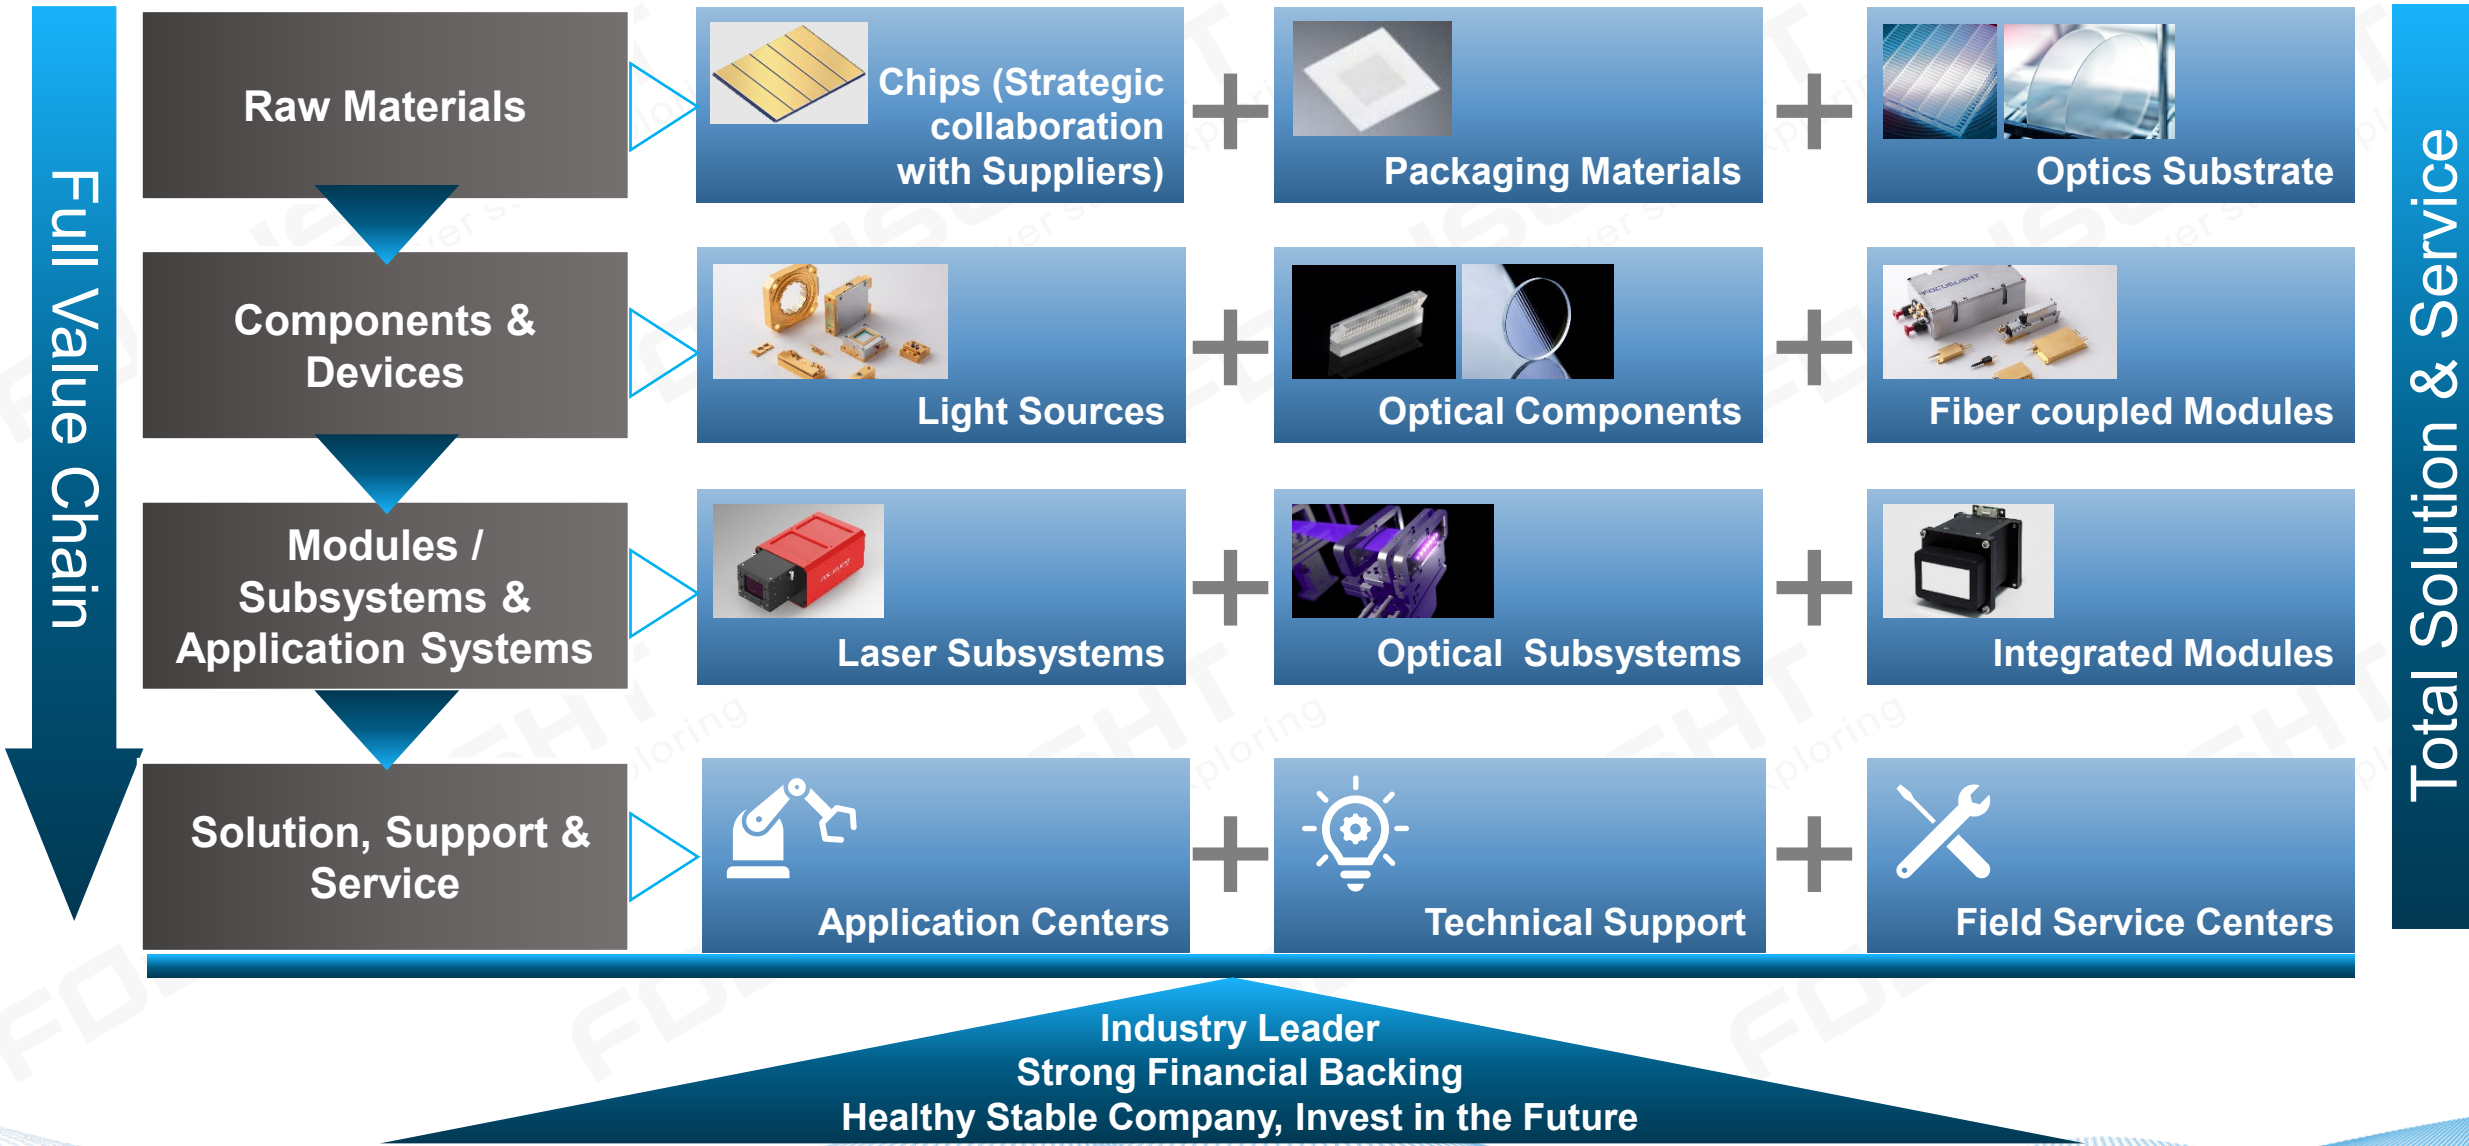 Full Value Chain
Raw Materials
Chips (Strategic
collaboration
with Suppliers)
Packaging Materials
Optics Substrate
Components &
Devices
Light Sources
Optical Components
FOCUSLIGHT
Fiber coupled Modules
Modules /
Subsystems &
Application Systems
Laser Subsystems
Optical Subsystems
Integrated Modules
Solution, Support &
Service
Application Centers
Technical Support
Field Service Centers
Total Solution & Service
Industry Leader
Strong Financial Backing
Healthy Stable Company, Invest in the Future